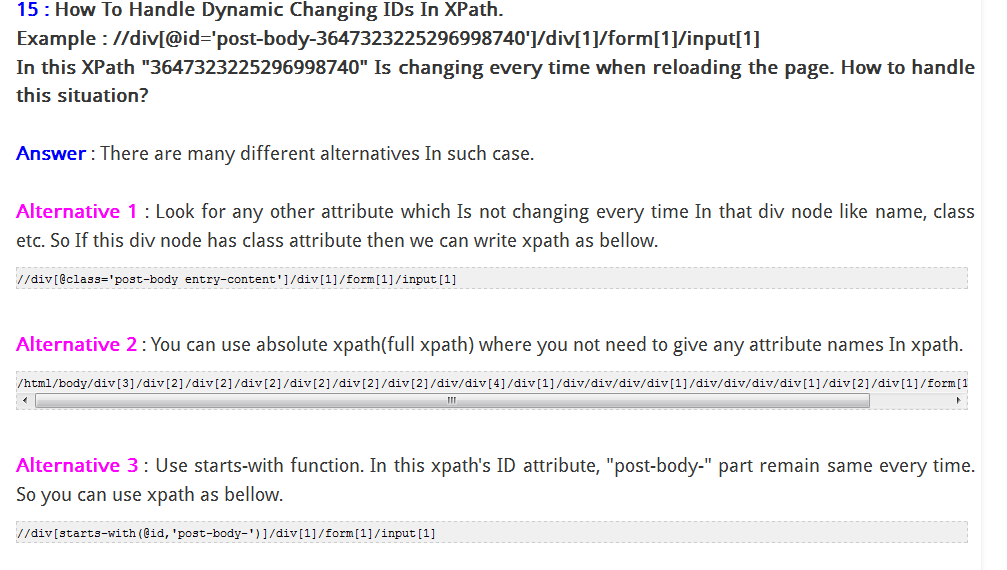 15 : How To Handle Dynamic Changing IDs In XPath.
Example : //div[@id='post-body-3647323225296998740']/div[1]/form[1]/input[1]
In this XPath "3647323225296998740" Is changing every time when reloading the page. How to handle
this situation?
Answer : There are many different alternatives In such case.
Alternative 1 : Look for any other attribute which Is not changing every time In that div node like name, class
etc. So If this div node has class attribute then we can write xpath as bellow.
//div[@class='post-body entry-content']/div[1]/form[1]/input[1]
Alternative 2 : You can use absolute xpath(full xpath) where you not need to give any attribute names In xpath.
/html/body/div[3]/div[2]/div[2]/div[2]/div[2]/div[2]/div[2]/div/div[4]/div[1]/div/div/div/div[1]/div/div/div/div[1]/div[2]/div[1]/form[1
Alternative 3 : Use starts-with function. In this xpath's ID attribute, "post-body-" part remain same every time.
So you can use xpath as bellow.
//div[starts-with(@id,'post-body-')]/div[1]/form[1]/input[1]